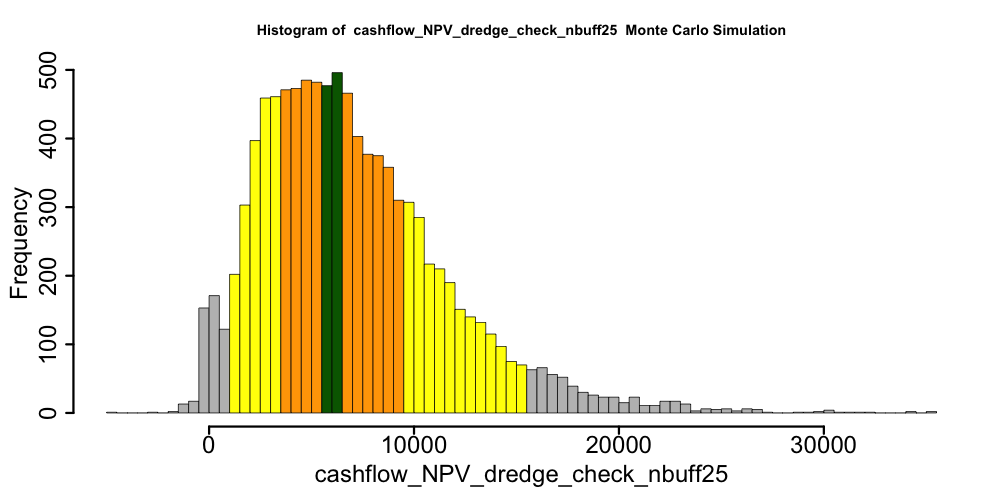 Histogram of  cashflow_NPV_dredge_check_nbuff25  Monte Carlo Simulation
Frequency
500
400
300
200
100
0
0 10000 20000 30000
cashflow_NPV_dredge_check_nbuff25